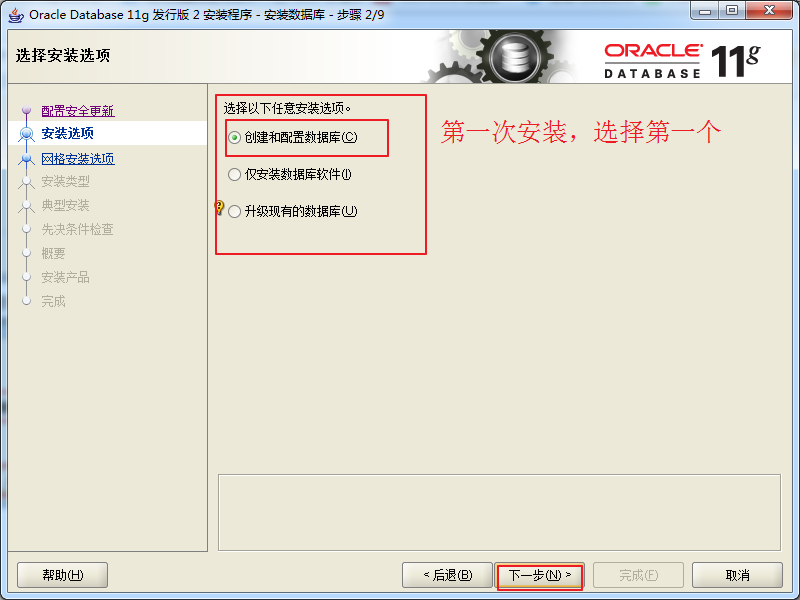 Oracle Database 11g 发行版 2 安装程序 - 安装数据库 - 步骤 2/9
选择安装选项
ORACLE
DATABASE 11g
配置安全更新
安装选项
网格安装选项
安装类型
典型安装
先决条件检查
概要
安装产品
完成
选择以下任意安装选项。
创建和配置数据库(C)
仅安装数据库软件(I)
升级现有的数据库(U)
第一次安装，选择第一个
帮助(H)
< 后退(B)
下一步(N) >
完成(F)
取消